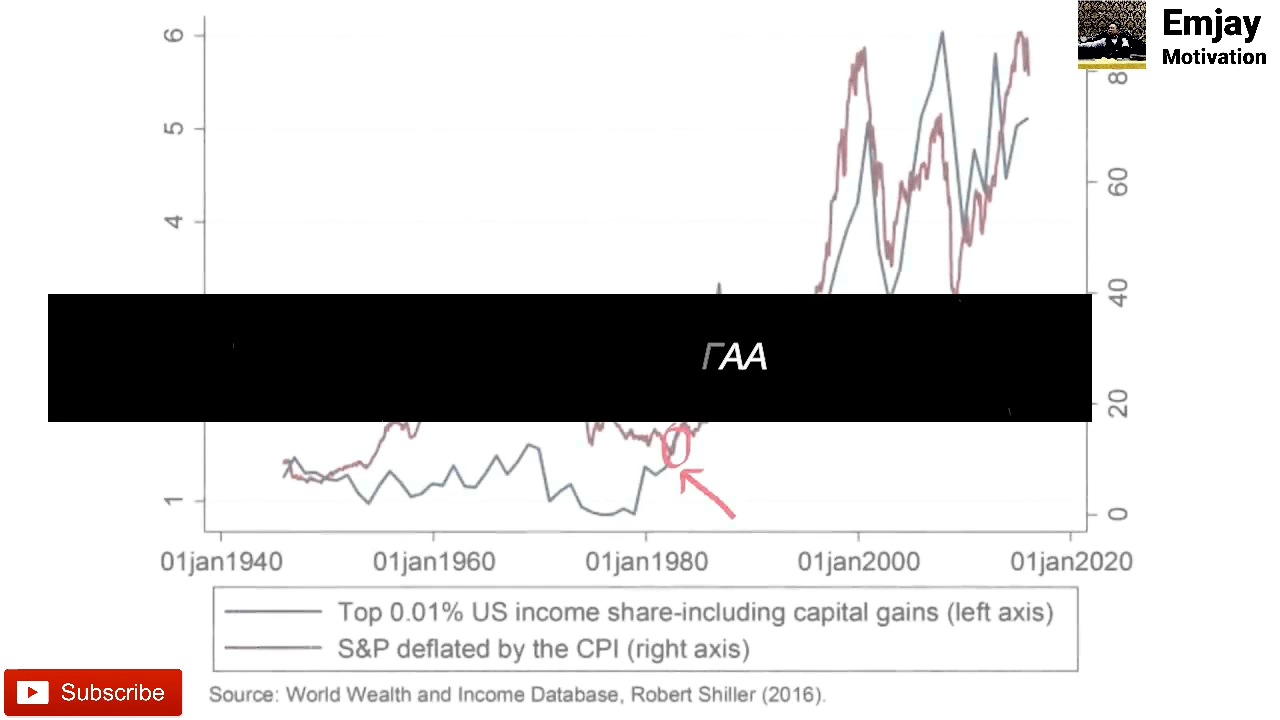 Emjay
Motivation
6
5
4
1
80
60
40
20
0
ГAA
01jan1940 01jan1960 01jan1980 01jan2000 01jan2020
Top 0.01% US income share-including capital gains (left axis)
S&P deflated by the CPI (right axis)
Subscribe
Source: World Wealth and Income Database, Robert Shiller (2016).